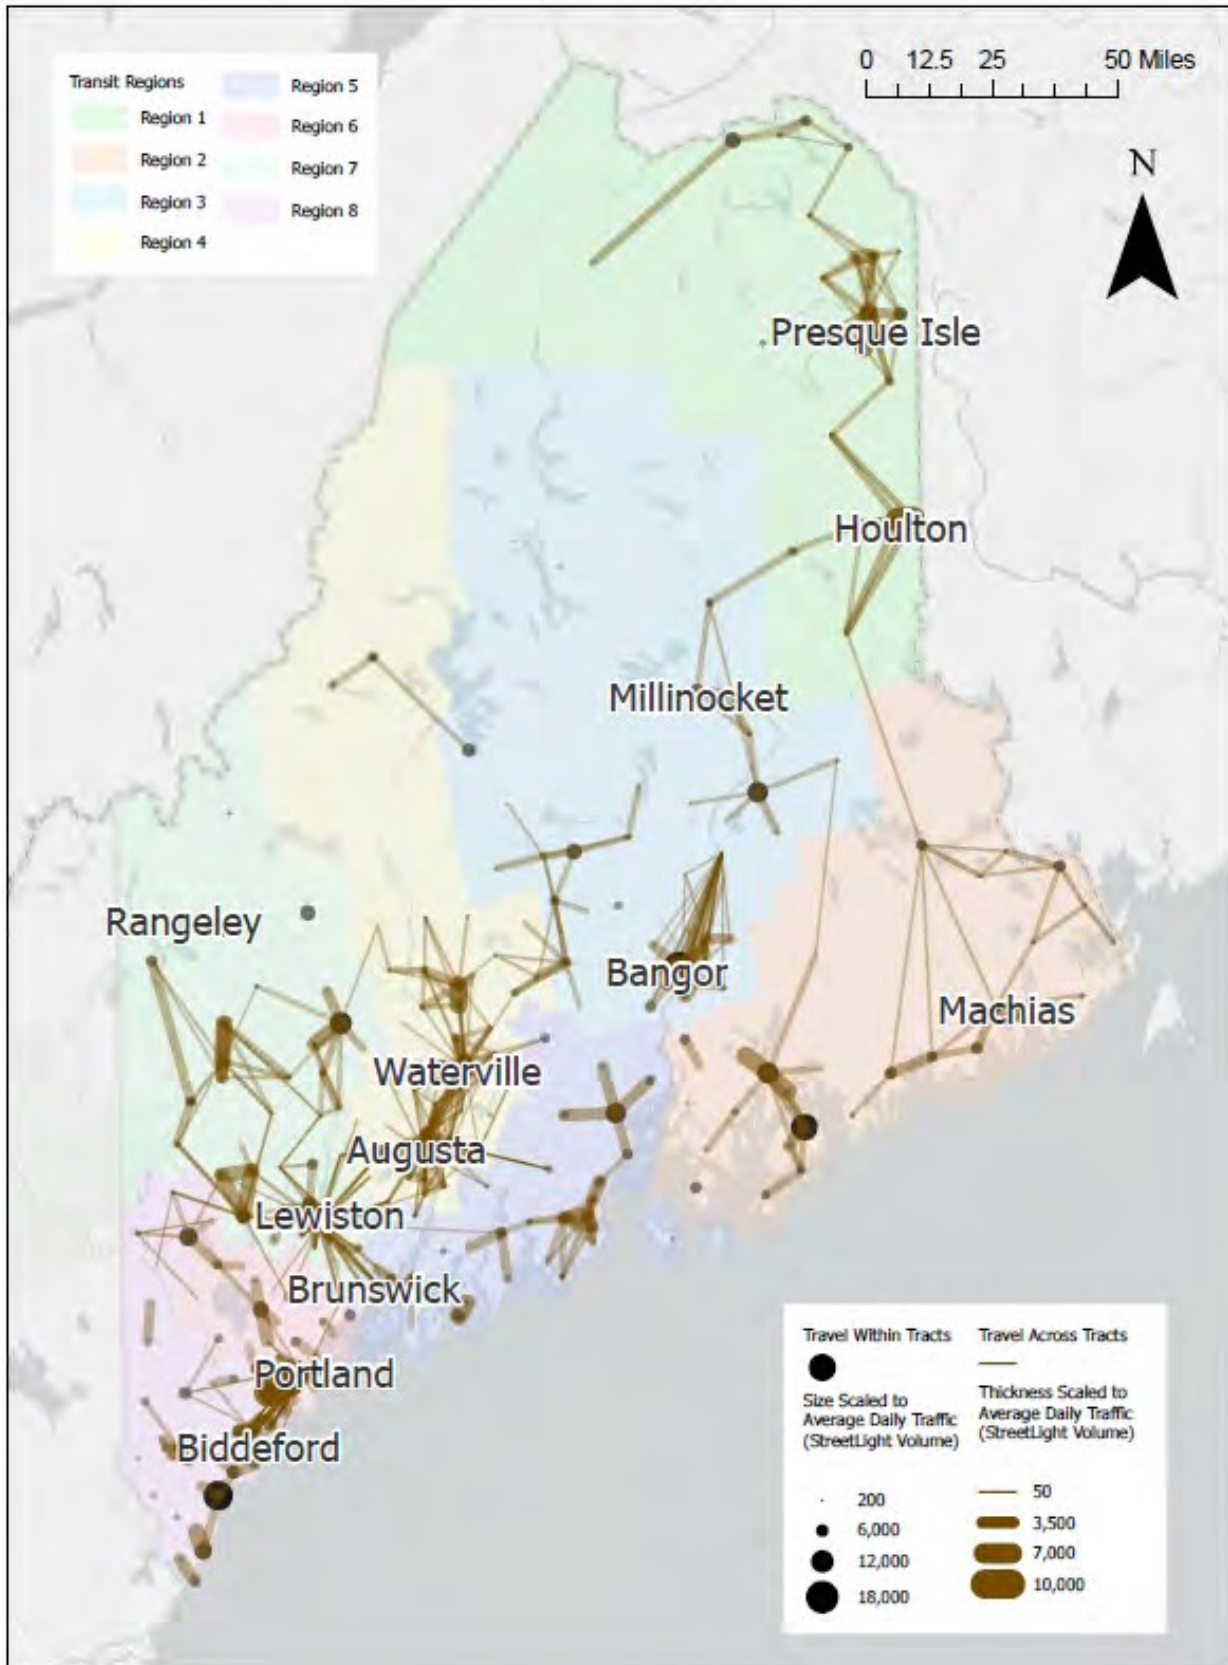 0 12.5 25 50 Miles
Transit Regions
Region 1
Region 2
Region 3
Region 4
Region 5
Region 6
Region 7
Region 8
N
Presque Isle
Houlton
Millinocket
Rangeley
Bangor
Machias
Waterville
Augusta
Lewiston
Brunswick
Portland
Biddeford
Travel Within Tracts
Size Scaled to
Average Daily Traffic
(StreetLight Volume)
200
6,000
12,000
18,000
Travel Across Tracts
Thickness Scaled to
Average Daily Traffic
(StreetLight Volume)
50
3,500
7,000
10,000